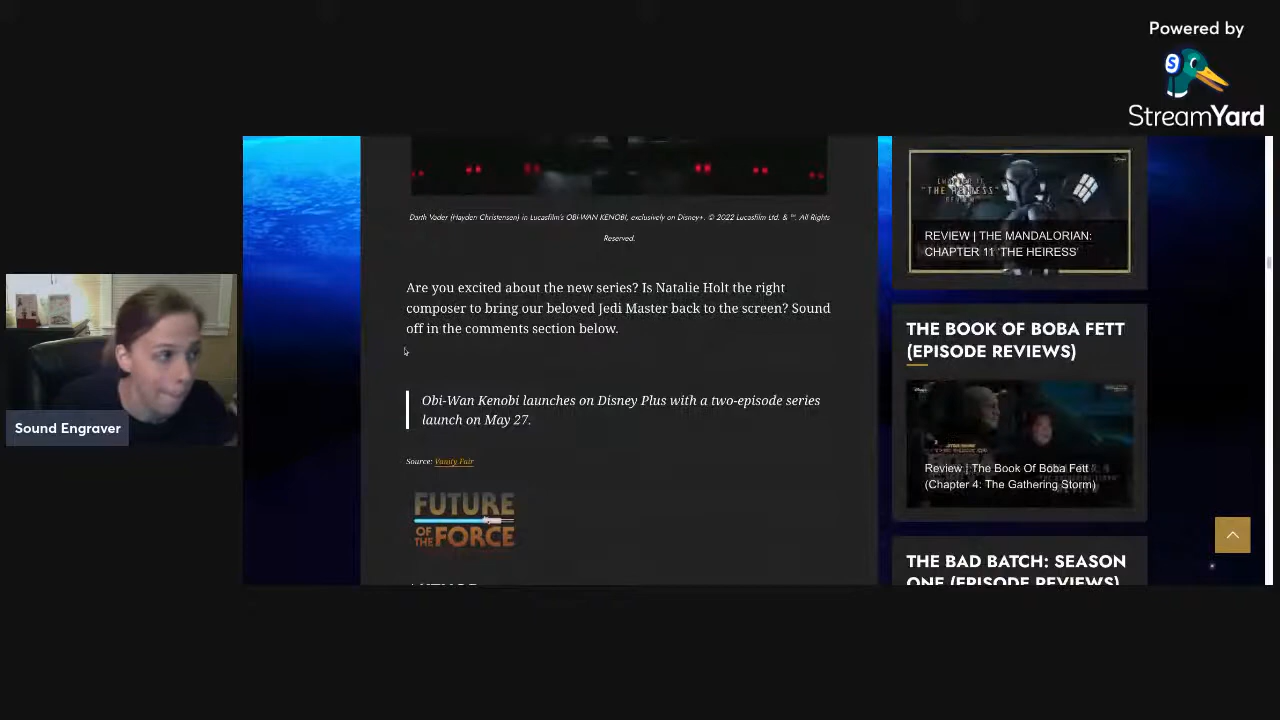 Powered by
StreamYard
Darth Vader (Hayden Christensen) in Lucasfilm's OBI-WAN KENOBI, exclusively on Disney+. © 2022 Lucasfilm Ltd. & ™. All Rights
Reserved.
Are you excited about the new series? Is Natalie Holt the right
composer to bring our beloved Jedi Master back to the screen? Sound
off in the comments section below.
Obi-Wan Kenobi launches on Disney Plus with a two-episode series
launch on May 27.
Source: Vanity Fair
FUTURE
OF THE FORCE
"THE HEIRESS"
REVIEW | THE MANDALORIAN:
CHAPTER 11 'THE HEIRESS'
THE BOOK OF BOBA FETT
(EPISODE REVIEWS)
Review | The Book Of Boba Fett
(Chapter 4: The Gathering Storm)
THE BAD BATCH: SEASON
ONE (EPISODE REVIEWS)
Sound Engraver